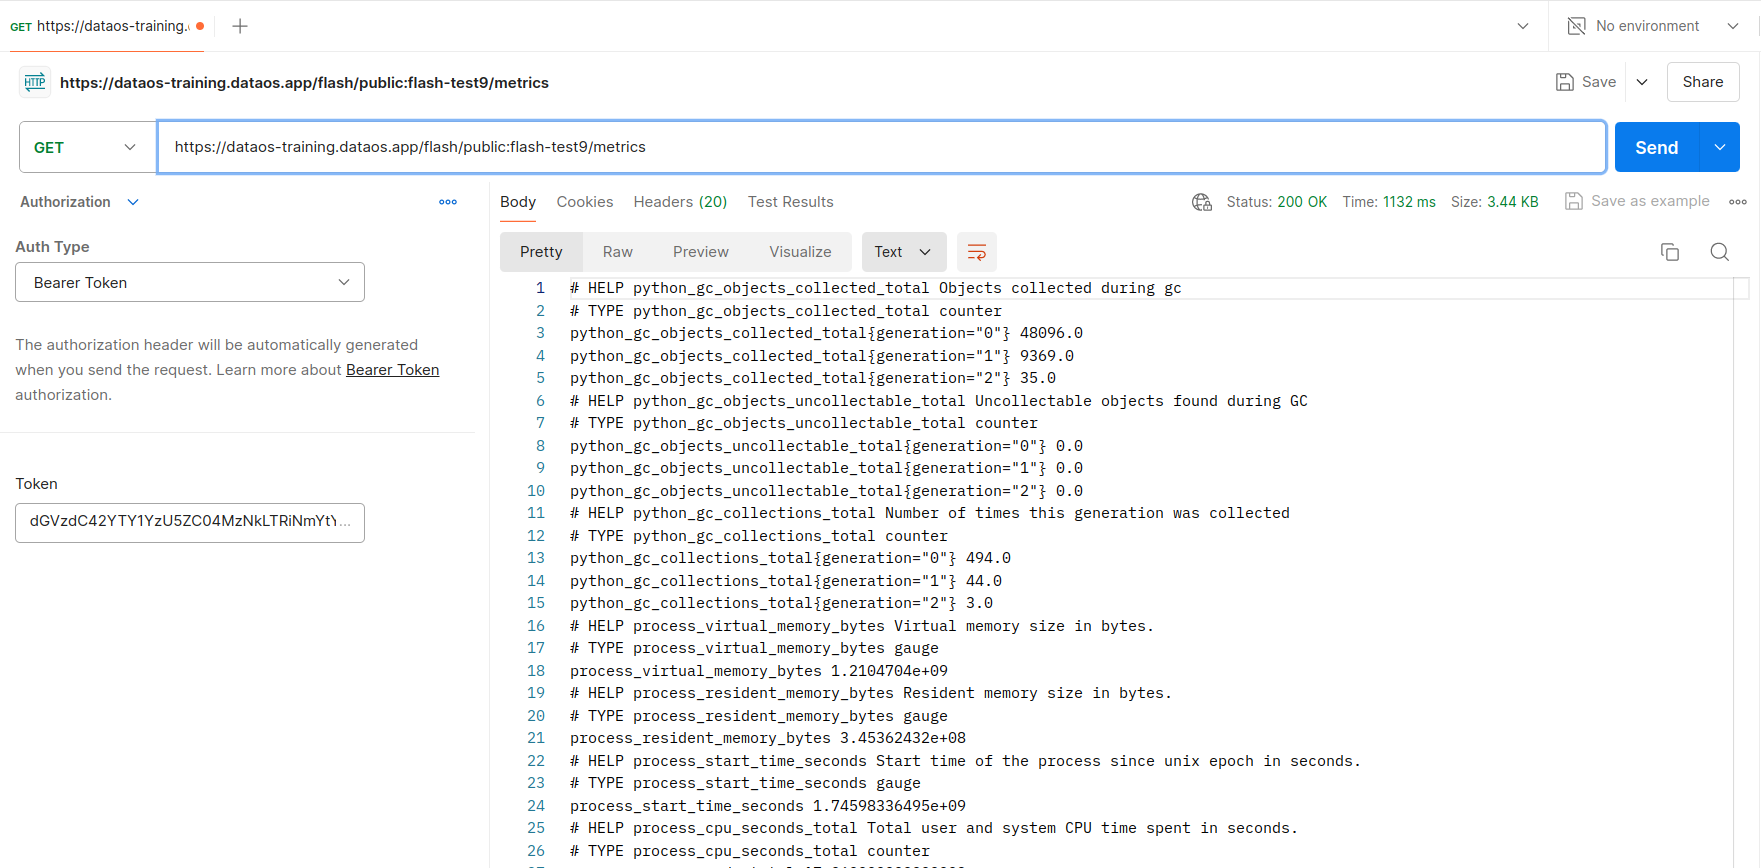 GET https://dataos-training.
No environment
HTTP https://dataos-training.dataos.app/flash/public:flash-test9/metrics
Save
Share
GET
https://dataos-training.dataos.app/flash/public:flash-test9/metrics
Send
Authorization
Body Cookies Headers (20) Test Results
Status: 200 OK Time: 1132 ms Size: 3.44 KB
Save as example
Auth Type
Bearer Token
The authorization header will be automatically generated
when you send the request. Learn more about Bearer Token
authorization.
Token
dGVzdC42YTY1YzU5ZC04MzNkLTRiNmYtY...
Pretty Raw Preview Visualize Text
1 # HELP python_gc_objects_collected_total Objects collected during gc
2 # TYPE python_gc_objects_collected_total counter
3 python_gc_objects_collected_total{generation="0"} 48096.0
4 python_gc_objects_collected_total{generation="1"} 9369.0
5 python_gc_objects_collected_total{generation="2"} 35.0
6 # HELP python_gc_objects_uncollectable_total Uncollectable objects found during GC
7 # TYPE python_gc_objects_uncollectable_total counter
8 python_gc_objects_uncollectable_total{generation="0"} 0.0
9 python_gc_objects_uncollectable_total{generation="1"} 0.0
10 python_gc_objects_uncollectable_total{generation="2"} 0.0
11 # HELP python_gc_collections_total Number of times this generation was collected
12 # TYPE python_gc_collections_total counter
13 python_gc_collections_total{generation="0"} 494.0
14 python_gc_collections_total{generation="1"} 44.0
15 python_gc_collections_total{generation="2"} 3.0
16 # HELP process_virtual_memory_bytes Virtual memory size in bytes.
17 # TYPE process_virtual_memory_bytes gauge
18 process_virtual_memory_bytes 1.2104704e+09
19 # HELP process_resident_memory_bytes Resident memory size in bytes.
20 # TYPE process_resident_memory_bytes gauge
21 process_resident_memory_bytes 3.45362432e+08
22 # HELP process_start_time_seconds Start time of the process since unix epoch in seconds.
23 # TYPE process_start_time_seconds gauge
24 process_start_time_seconds 1.74598336495e+09
25 # HELP process_cpu_seconds_total Total user and system CPU time spent in seconds.
26 # TYPE process_cpu_seconds_total counter